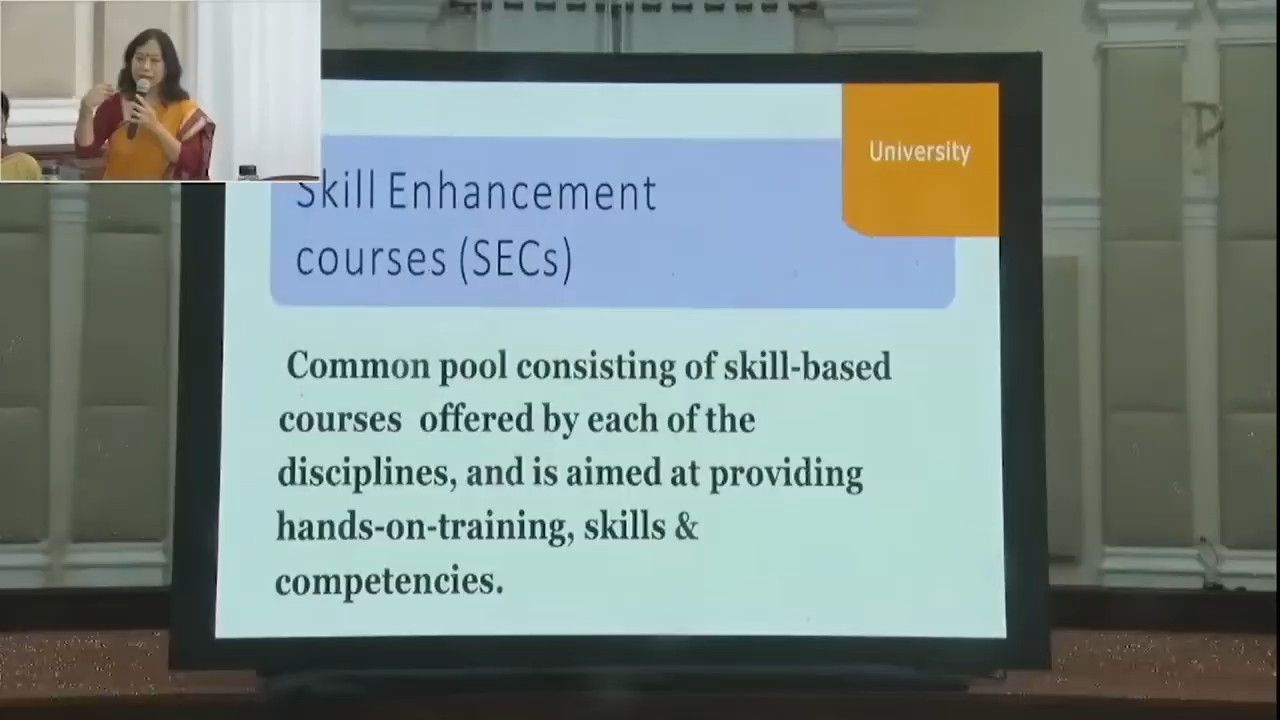 University
Skill Enhancement
courses (SECs)
Common pool consisting of skill-based
courses offered by each of the
disciplines, and is aimed at providing
hands-on-training, skills &
competencies.